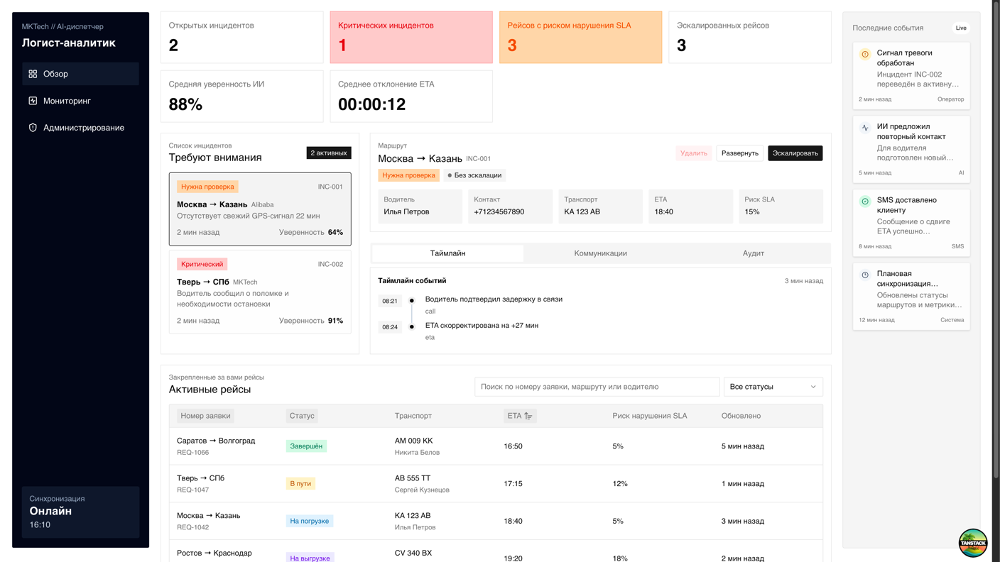 MKTech // AI-диспетчер
Логист-аналитик
Обзор
Мониторинг
Администрирование
Синхронизация
Онлайн
16:10
Открытых инцидентов
2
Критических инцидентов
1
Рейсов с риском нарушения SLA
3
Эскалированных рейсов
3
Средняя уверенность ИИ
88%
Среднее отклонение ETA
00:00:12
Список инцидентов
Требуют внимания
2 активных
Нужна проверка
INC-001
Москва → Казань Alibaba
Отсутствует свежий GPS-сигнал 22 мин
2 мин назад
Уверенность 64%
Критический
INC-002
Тверь → СПб MKTech
Водитель сообщил о поломке и
необходимости остановки
2 мин назад
Уверенность 91%
Маршрут
Москва → Казань INC-001
Удалить
Развернуть
Эскалировать
Нужна проверка
Без эскалации
Водитель
Илья Петров
Контакт
+71234567890
Транспорт
КА 123 АВ
ETA
18:40
Риск SLA
15%
Таймлайн
Коммуникации
Аудит
Таймлайн событий
3 мин назад
08:21
Водитель подтвердил задержку в связи
call
08:24
ETA скорректирована на +27 мин
eta
Закрепленные за вами рейсы
Активные рейсы
Поиск по номеру заявки, маршруту или водителю
Все статусы
Номер заявки
Статус
Транспорт
ETA
Риск нарушения SLA
Обновлено
Саратов → Волгоград
REQ-1066
Завершён
АМ 009 КК
Никита Белов
16:50
5%
5 мин назад
Тверь → СПб
REQ-1047
В пути
АВ 555 ТТ
Сергей Кузнецов
17:15
12%
1 мин назад
Москва → Казань
REQ-1042
На погрузке
КА 123 АВ
Илья Петров
18:40
5%
3 мин назад
Ростов → Краснодар
На выгрузке
CV 340 ВХ
19:20
18%
2 мин назад
Последние события
Live
Сигнал тревоги
обработан
Инцидент INC-002
переведён в активну…
2 мин назад
Оператор
ИИ предложил
повторный контакт
Для водителя
подготовлен новый…
5 мин назад
AI
SMS доставлено
клиенту
Сообщение о сдвиге
ETA успешно…
8 мин назад
SMS
Плановая
синхронизация…
Обновлены статусы
маршрутов и метрики…
12 мин назад
Система
TANSTACK